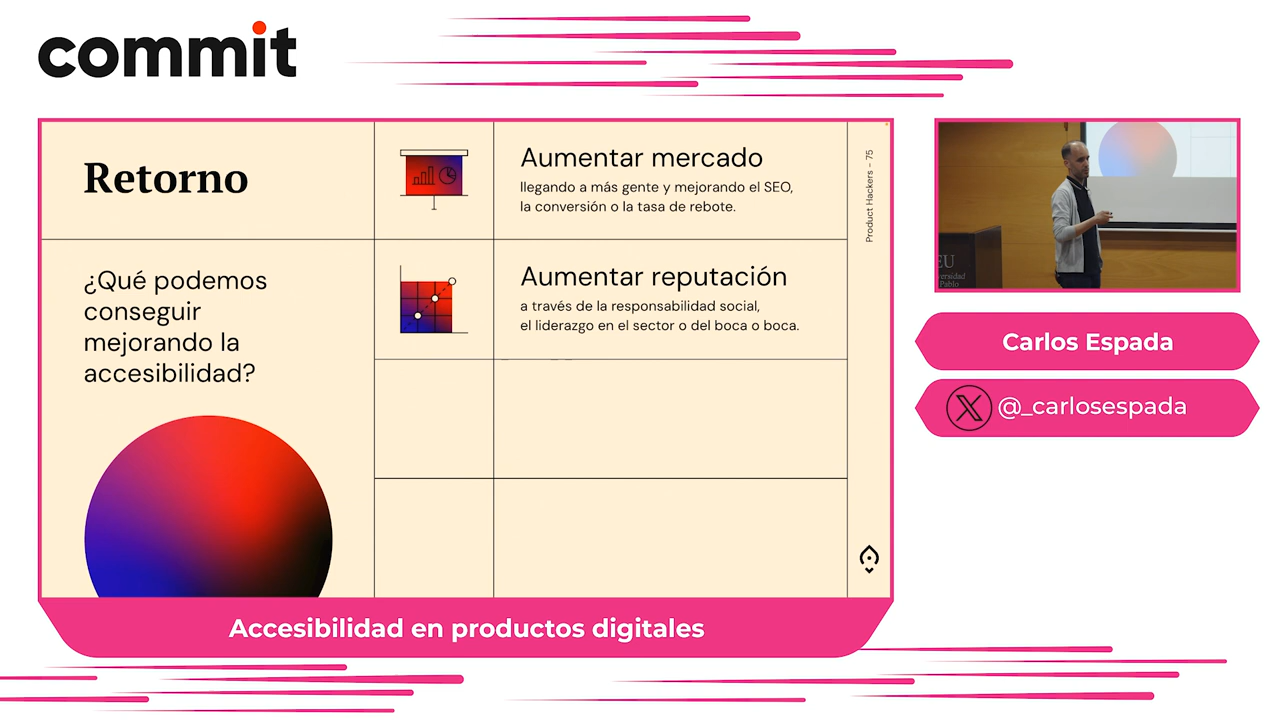 commit
Retorno
¿Qué podemos
conseguir
mejorando la
accesibilidad?
Aumentar mercado
llegando a más gente y mejorando el SEO,
la conversión o la tasa de rebote.
Aumentar reputación
a través de la responsabilidad social,
el liderazgo en el sector o del boca o boca.
Product Hackers - 75
EU
Pablo
Carlos Espada
@_carlosespada
Accesibilidad en productos digitales